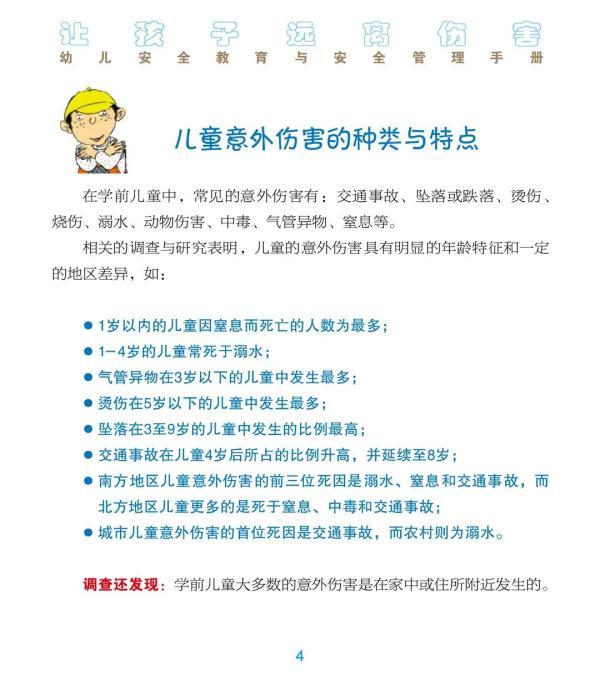 让孩子远离伤害
幼儿安全教育与安全管理手册
儿童意外伤害的种类与特点
在学前儿童中，常见的意外伤害有：交通事故、坠落或跌落、烫伤、
烧伤、溺水、动物伤害、中毒、气管异物、窒息等。
相关的调查与研究表明，儿童的意外伤害具有明显的年龄特征和一定
的地区差异，如：
●1岁以内的儿童因窒息而死亡的人数为最多；
●1-4岁的儿童常死于溺水；
●气管异物在3岁以下的儿童中发生最多；
●烫伤在5岁以下的儿童中发生最多；
●坠落在3至9岁的儿童中发生的比例最高；
●交通事故在儿童4岁后所占的比例升高，并延续至8岁；
●南方地区儿童意外伤害的前三位死因是溺水、窒息和交通事故，而
北方地区儿童更多的是死于窒息、中毒和交通事故；
●城市儿童意外伤害的首位死因是交通事故，而农村则为溺水。
调查还发现：学前儿童大多数的意外伤害是在家中或住所附近发生的。
4